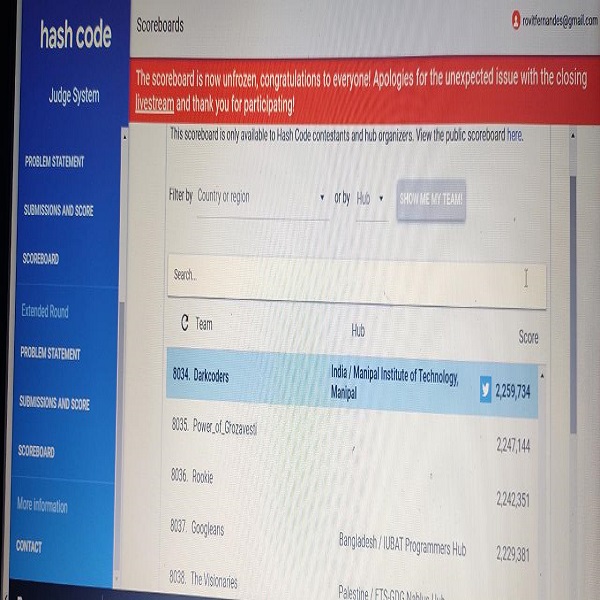 hash code
Judge System
PROBLEM STATEMENT
SUBMISSIONS AND SCORE
SCOREBOARD
Extended Round
PROBLEM STATEMENT
SUBMISSIONS AND SCORE
SCOREBOARD
More information
CONTACT
Scoreboards
rovitfernandes@gmail.com
The scoreboard is now unfrozen, congratulations to everyone! Apologies for the unexpected issue with the closing
livestream and thank you for participating!
This scoreboard is only available to Hash Code contestants and hub organizers. View the public scoreboard here.
Filter by Country or region or by Hub SHOW ME MY TEAM!
Search...
Team Hub Score
8034. Darkcoders India / Manipal Institute of Technology, Manipal 2,259,734
8035. Power_of_Grozavesti 2,247,144
8036. Rookie 2,242,351
8037. Googleans Bangladesh / IUBAT Programmers Hub 2,229,381
8038. The Visionaries Palestine / ETS-GDG Nablus Hub